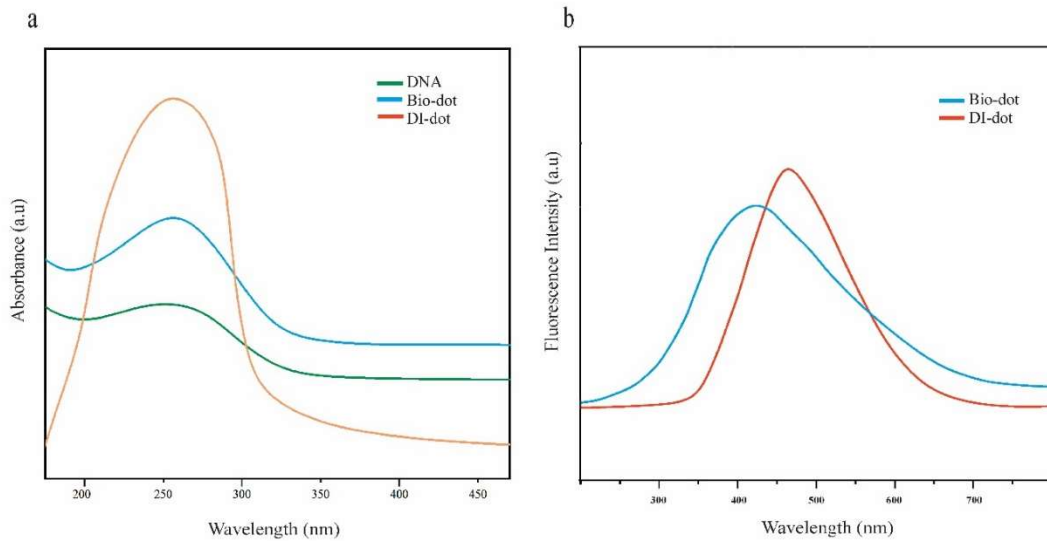 a
DNA
Bio-dot
DI-dot
Absorbance (a.u)
200 250 300 350 400 450
Wavelength (nm)
b
Bio-dot
DI-dot
Fluorescence Intensity (a.u)
300 400 500 600 700
Wavelength (nm)